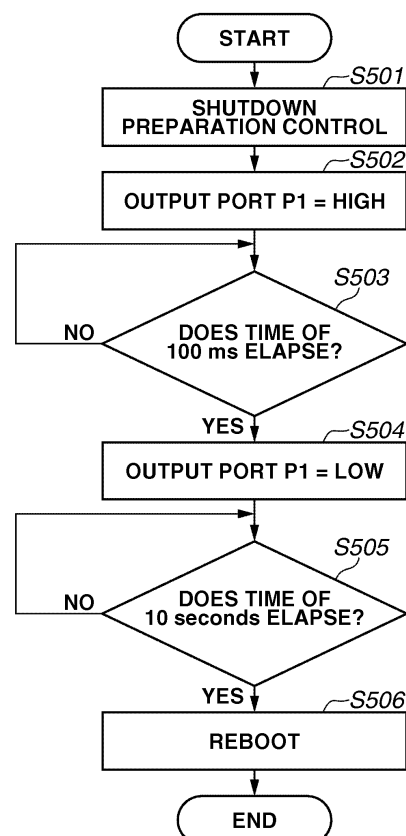 START
S501
SHUTDOWN
PREPARATION CONTROL
S502
OUTPUT PORT P1 = HIGH
S503
DOES TIME OF
100 ms ELAPSE?
NO
YES
S504
OUTPUT PORT P1 = LOW
S505
DOES TIME OF
10 seconds ELAPSE?
NO
YES
S506
REBOOT
END